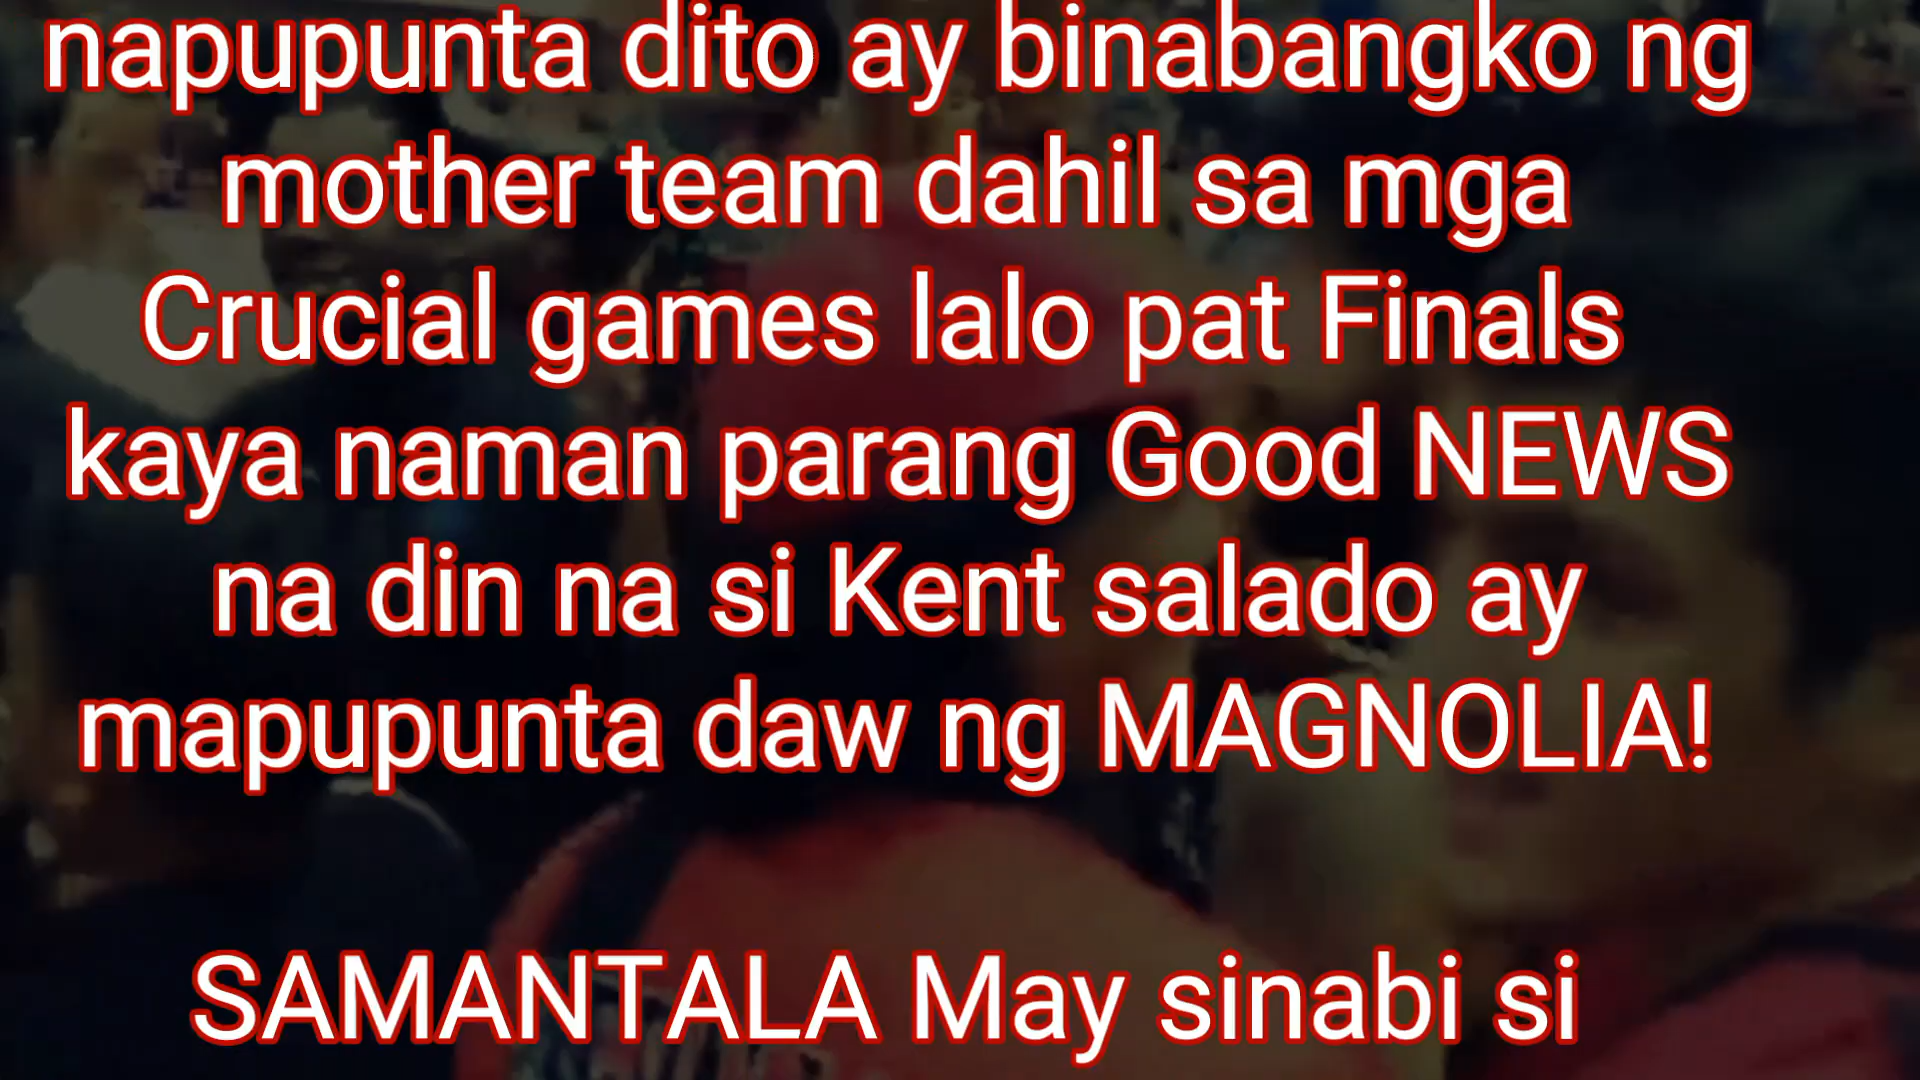 napupunta dito ay binabangko ng
mother team dahil sa mga
Crucial games lalo pat Finals
kaya naman parang Good NEWS
na din na si Kent salado ay
mapupunta daw ng MAGNOLIA!
SAMANTALA May sinabi si